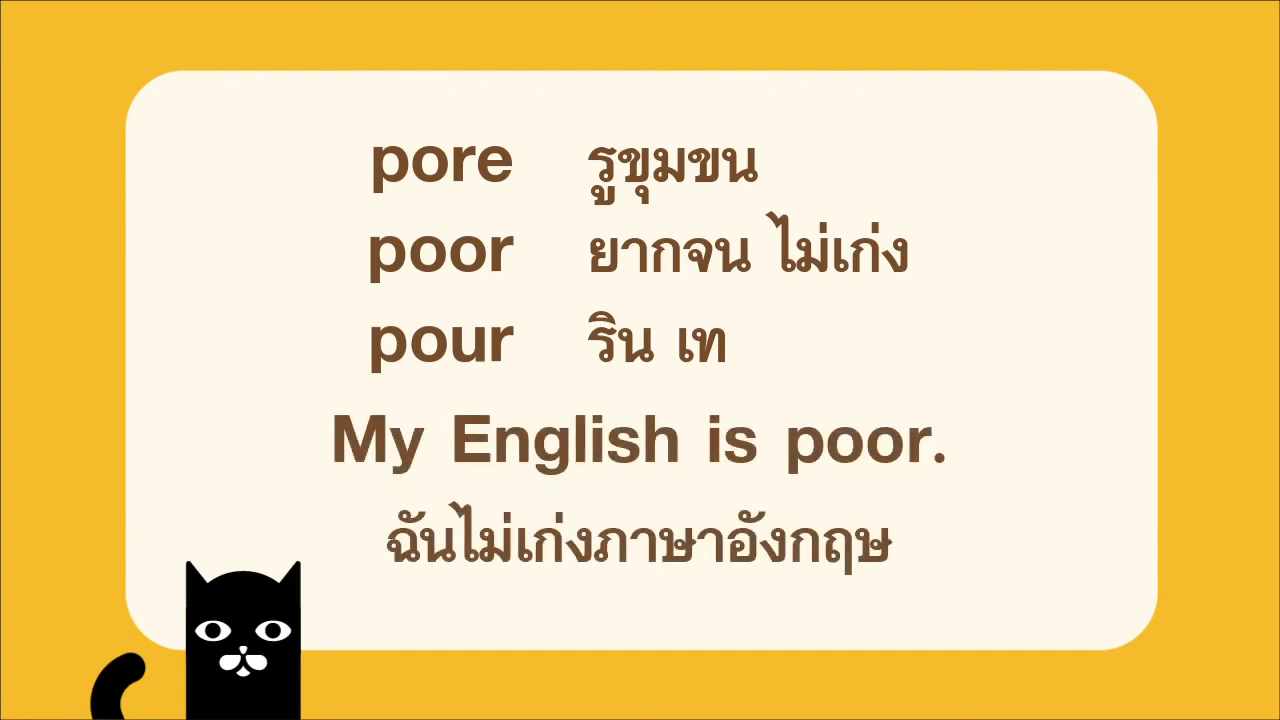 pore รูขุมขน
poor ยากจน ไม่เก่ง
pour ริน เท
My English is poor.
ฉันไม่เก่งภาษาอังกฤษ